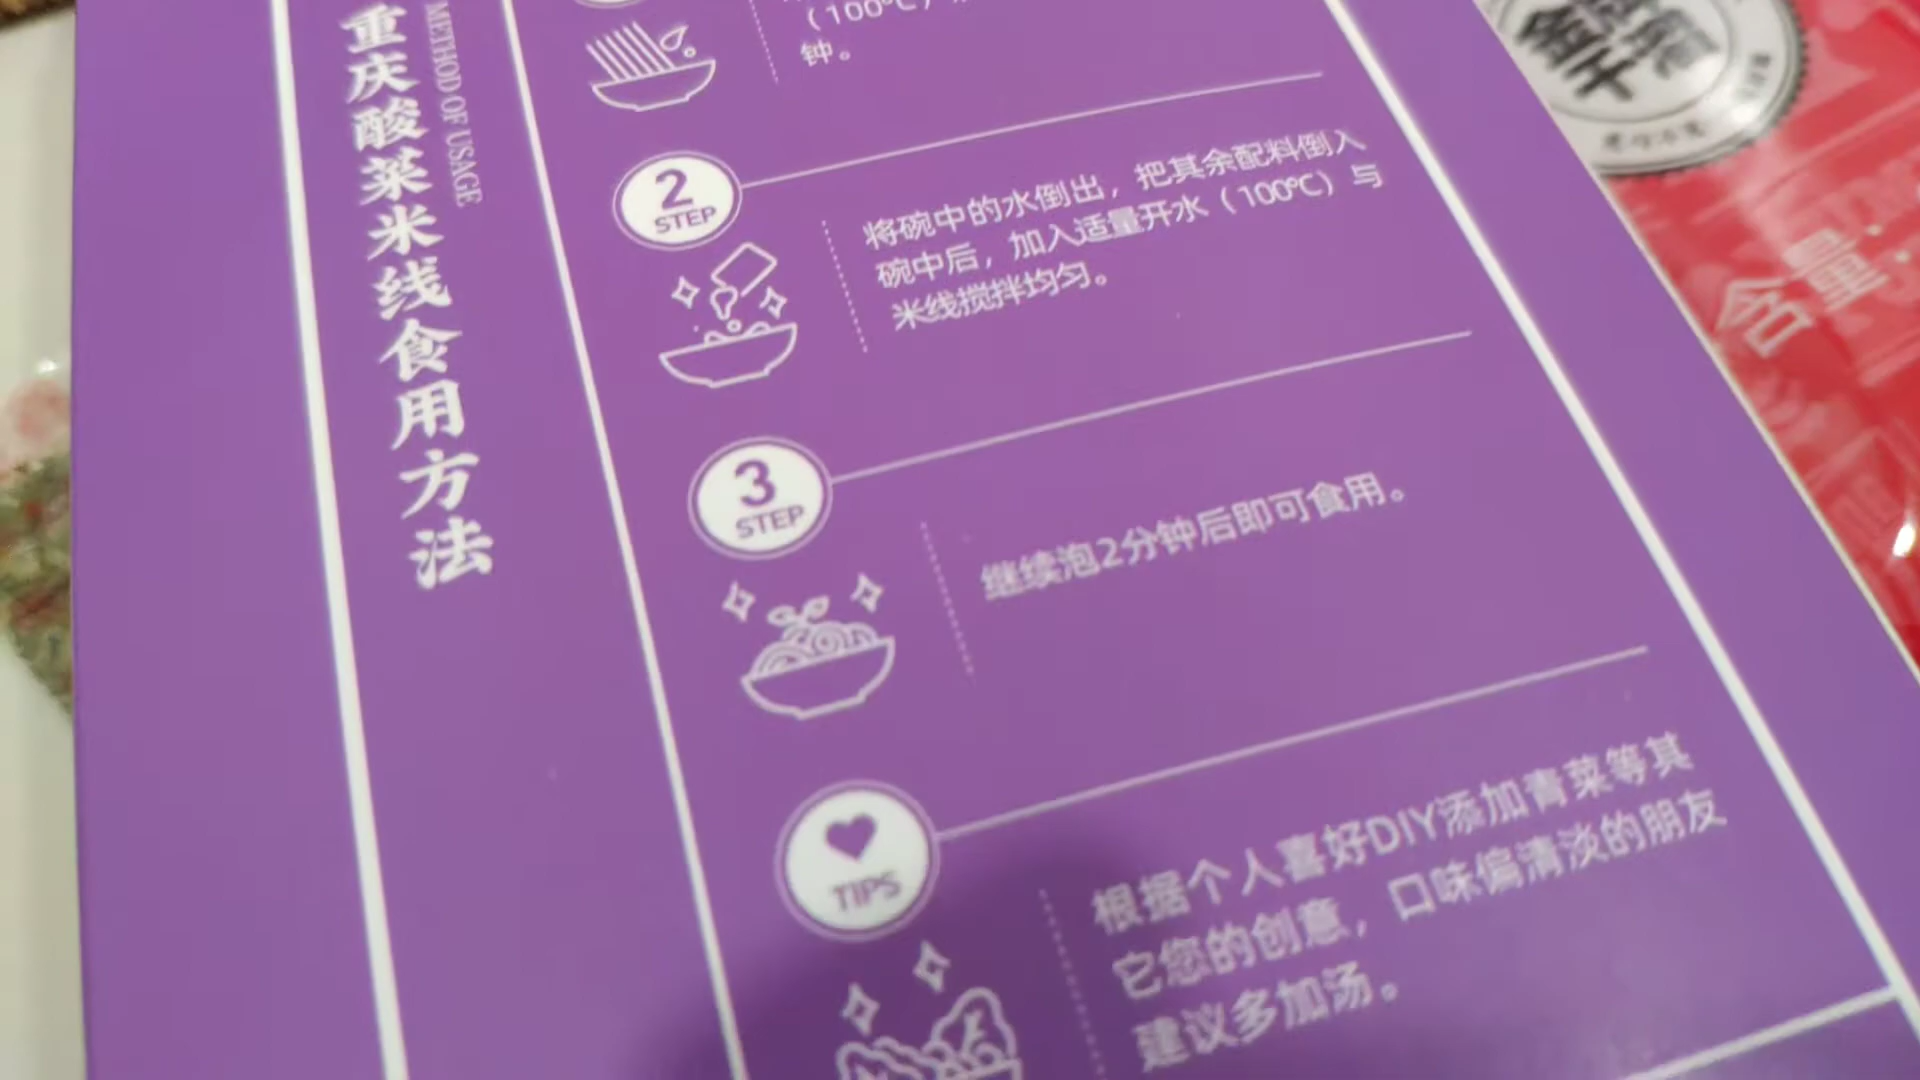 重庆酸菜米线食用方法
METHOD OF USAGE
（100℃）
钟。
2
STEP
将碗中的水倒出，把其余配料倒入
碗中后，加入适量开水（100℃）与
米线搅拌均匀。
3
STEP
继续泡2分钟后即可食用。
TIPS
根据个人喜好DIY添加青菜等其
它您的创意，口味偏清淡的朋友
建议多加汤。
含量：